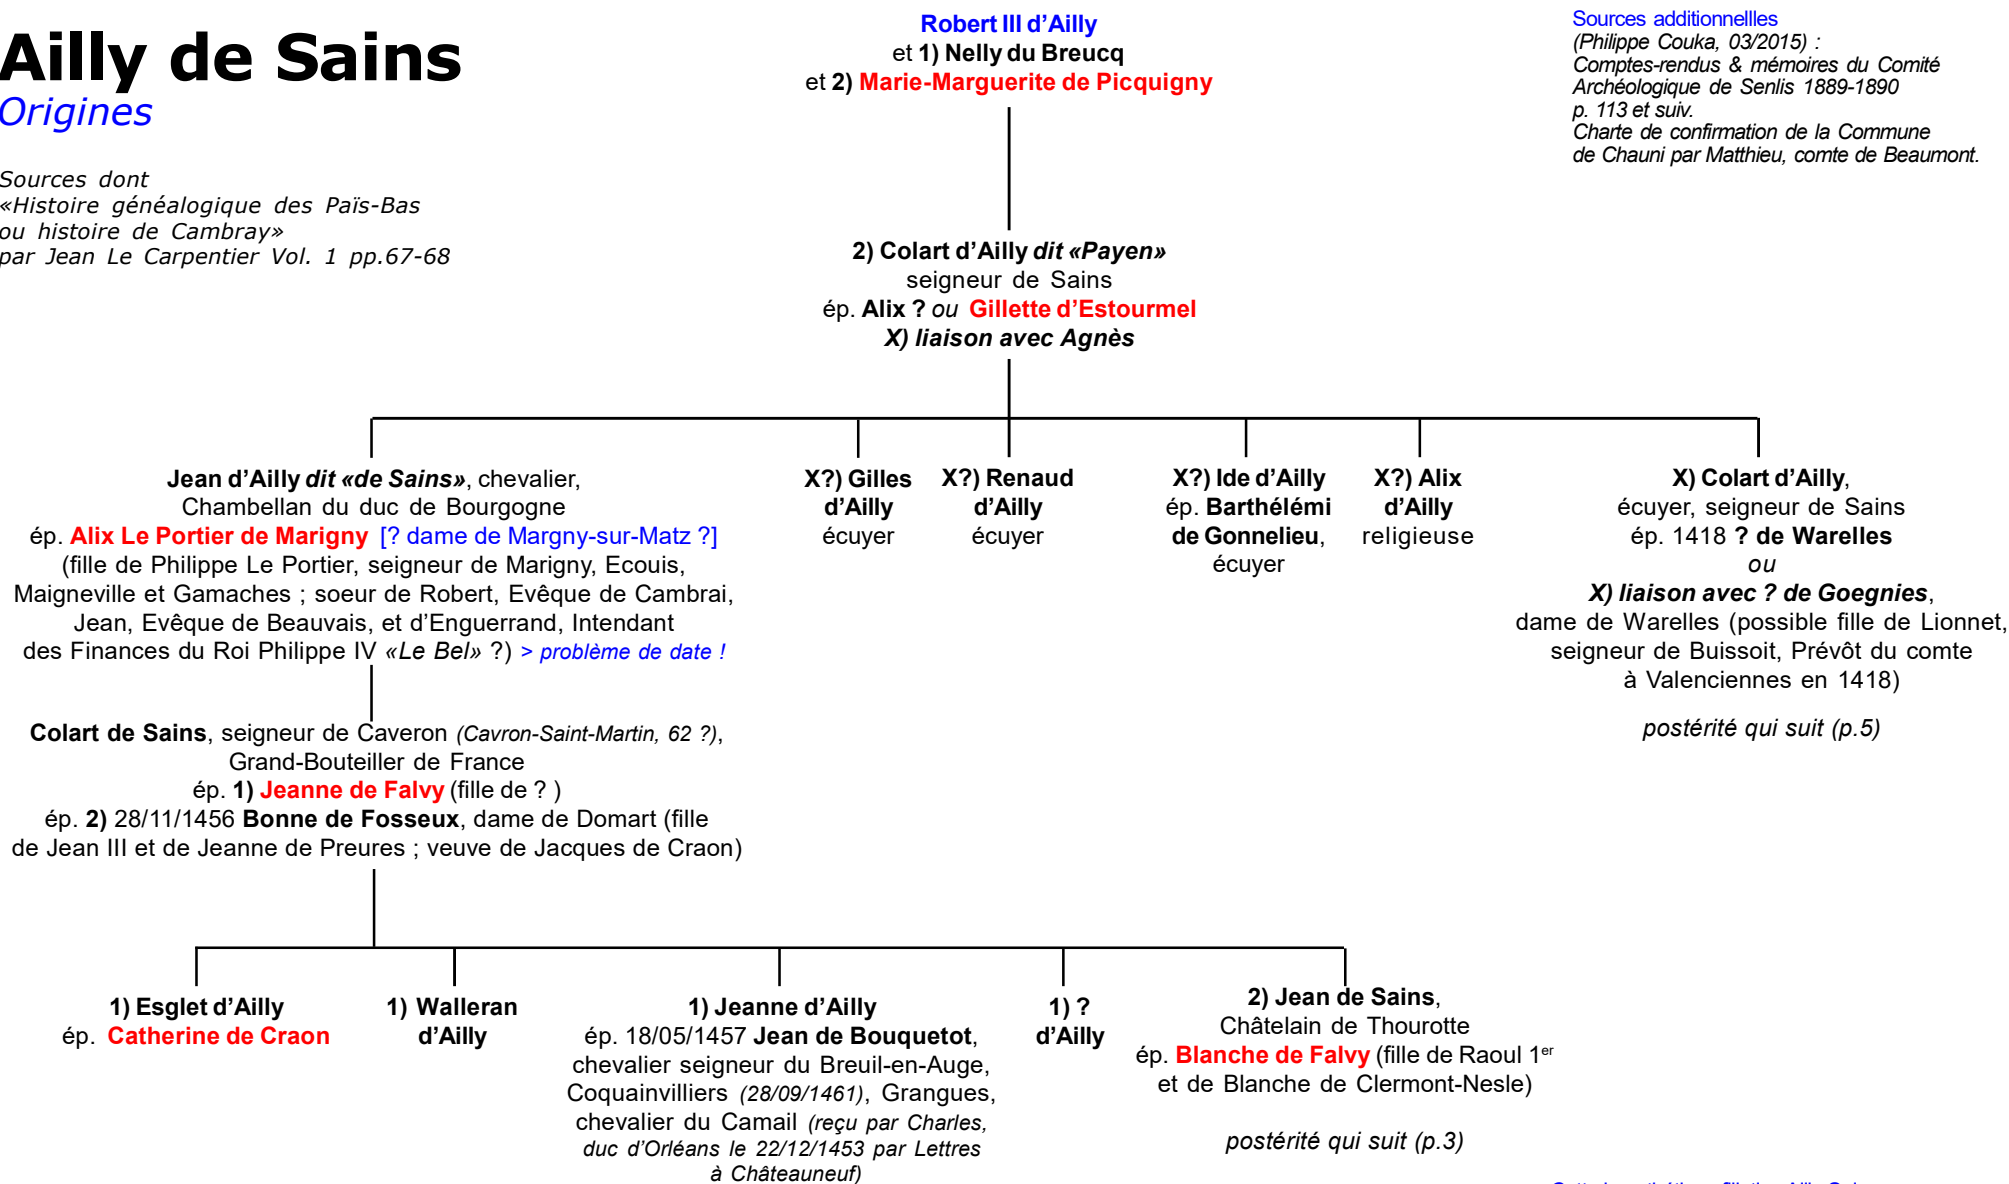 Ailly de Sains
Origines
Sources dont
«Histoire généalogique des Païs-Bas
ou histoire de Cambray»
par Jean Le Carpentier Vol. 1 pp.67-68
Robert III d’Ailly
et 1) Nelly du Breucq
et 2) Marie-Marguerite de Picquigny
Sources additionnellles
(Philippe Couka, 03/2015) :
Comptes-rendus & mémoires du Comité
Archéologique de Senlis 1889-1890
p. 113 et suiv.
Charte de confirmation de la Commune
de Chauni par Matthieu, comte de Beaumont.
2) Colart d’Ailly dit «Payen»
seigneur de Sains
ép. Alix ? ou Gillette d’Estourmel
X) liaison avec Agnès
Jean d’Ailly dit «de Sains», chevalier,
Chambellan du duc de Bourgogne
ép. Alix Le Portier de Marigny [? dame de Margny-sur-Matz ?]
(fille de Philippe Le Portier, seigneur de Marigny, Ecouis,
Maigneville et Gamaches ; soeur de Robert, Evêque de Cambrai,
Jean, Evêque de Beauvais, et d’Enguerrand, Intendant
des Finances du Roi Philippe IV «Le Bel» ?) > problème de date !
X?) Gilles
d’Ailly
écuyer
X?) Renaud
d’Ailly
écuyer
X?) Ide d’Ailly
ép. Barthélémi
de Gonnelieu,
écuyer
X?) Alix
d’Ailly
religieuse
X) Colart d’Ailly,
écuyer, seigneur de Sains
ép. 1418 ? de Warelles
ou
X) liaison avec ? de Goegnies,
dame de Warelles (possible fille de Lionnet,
seigneur de Buissoit, Prévôt du comte
à Valenciennes en 1418)
postérité qui suit (p.5)
Colart de Sains, seigneur de Caveron (Cavron-Saint-Martin, 62 ?),
Grand-Bouteiller de France
ép. 1) Jeanne de Falvy (fille de ? )
ép. 2) 28/11/1456 Bonne de Fosseux, dame de Domart (fille
de Jean III et de Jeanne de Preures ; veuve de Jacques de Craon)
1) Esglet d’Ailly
ép. Catherine de Craon
1) Walleran
d’Ailly
1) Jeanne d’Ailly
ép. 18/05/1457 Jean de Bouquetot,
chevalier seigneur du Breuil-en-Auge,
Coquainvilliers (28/09/1461), Grangues,
chevalier du Camail (reçu par Charles,
duc d’Orléans le 22/12/1453 par Lettres
à Châteauneuf)
1) ?
d’Ailly
2) Jean de Sains,
Châtelain de Thourotte
ép. Blanche de Falvy (fille de Raoul 1er
et de Blanche de Clermont-Nesle)
postérité qui suit (p.3)